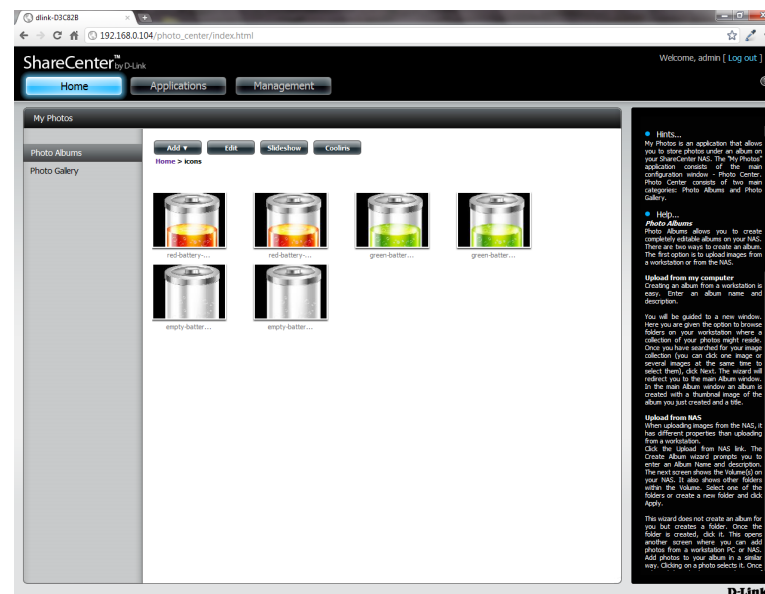 dlink-D3C82B
192.168.0.104/photo_center/index.html
ShareCenter™ by D-Link
Welcome, admin [ Log out ]
Home
Applications
Management
My Photos
Photo Albums
Photo Gallery
Add ▼
Edit
Slideshow
Cooliris
Home > icons
red-battery-...
red-battery-...
green-batter...
green-batter...
empty-batter...
empty-batter...
Hints...
My Photos is an application that allows
you to store photos under an album on
your ShareCenter NAS. The "My Photos"
application consists of the main
configuration window - Photo Center.
Photo Center consists of two main
categories: Photo Albums and Photo
Gallery.
Help...
Photo Albums
Photo Albums allows you to create
completely editable albums on your NAS.
There are two ways to create an album.
The first option is to upload images from
a workstation or from the NAS.
Upload from my computer
Creating an album from a workstation is
easy. Enter an album name and
description.
You will be guided to a new window.
Here you are given the option to browse
folders on your workstation where a
collection of your photos might reside.
Once you have searched for your image
collection (you can click one image or
several images at the same time to
select them), click Next. The wizard will
redirect you to the main Album window.
In the main Album window an album is
created with a thumbnail image of the
album you just created and a title.
Upload from NAS
When uploading images from the NAS, it
has different properties than uploading
from a workstation.
Click the Upload from NAS link. The
Create Album wizard prompts you to
enter an Album Name and description.
The next screen shows the Volume(s) on
your NAS. It also shows other folders
within the Volume. Select one of the
folders or create a new folder and click
Apply.
This wizard does not create an album for
you but creates a folder. Once the
folder is created, click it. This opens
another screen where you can add
photos from a workstation PC or NAS.
Add photos to your album in a similar
way. Clicking on a photo selects it. Once
D-Link